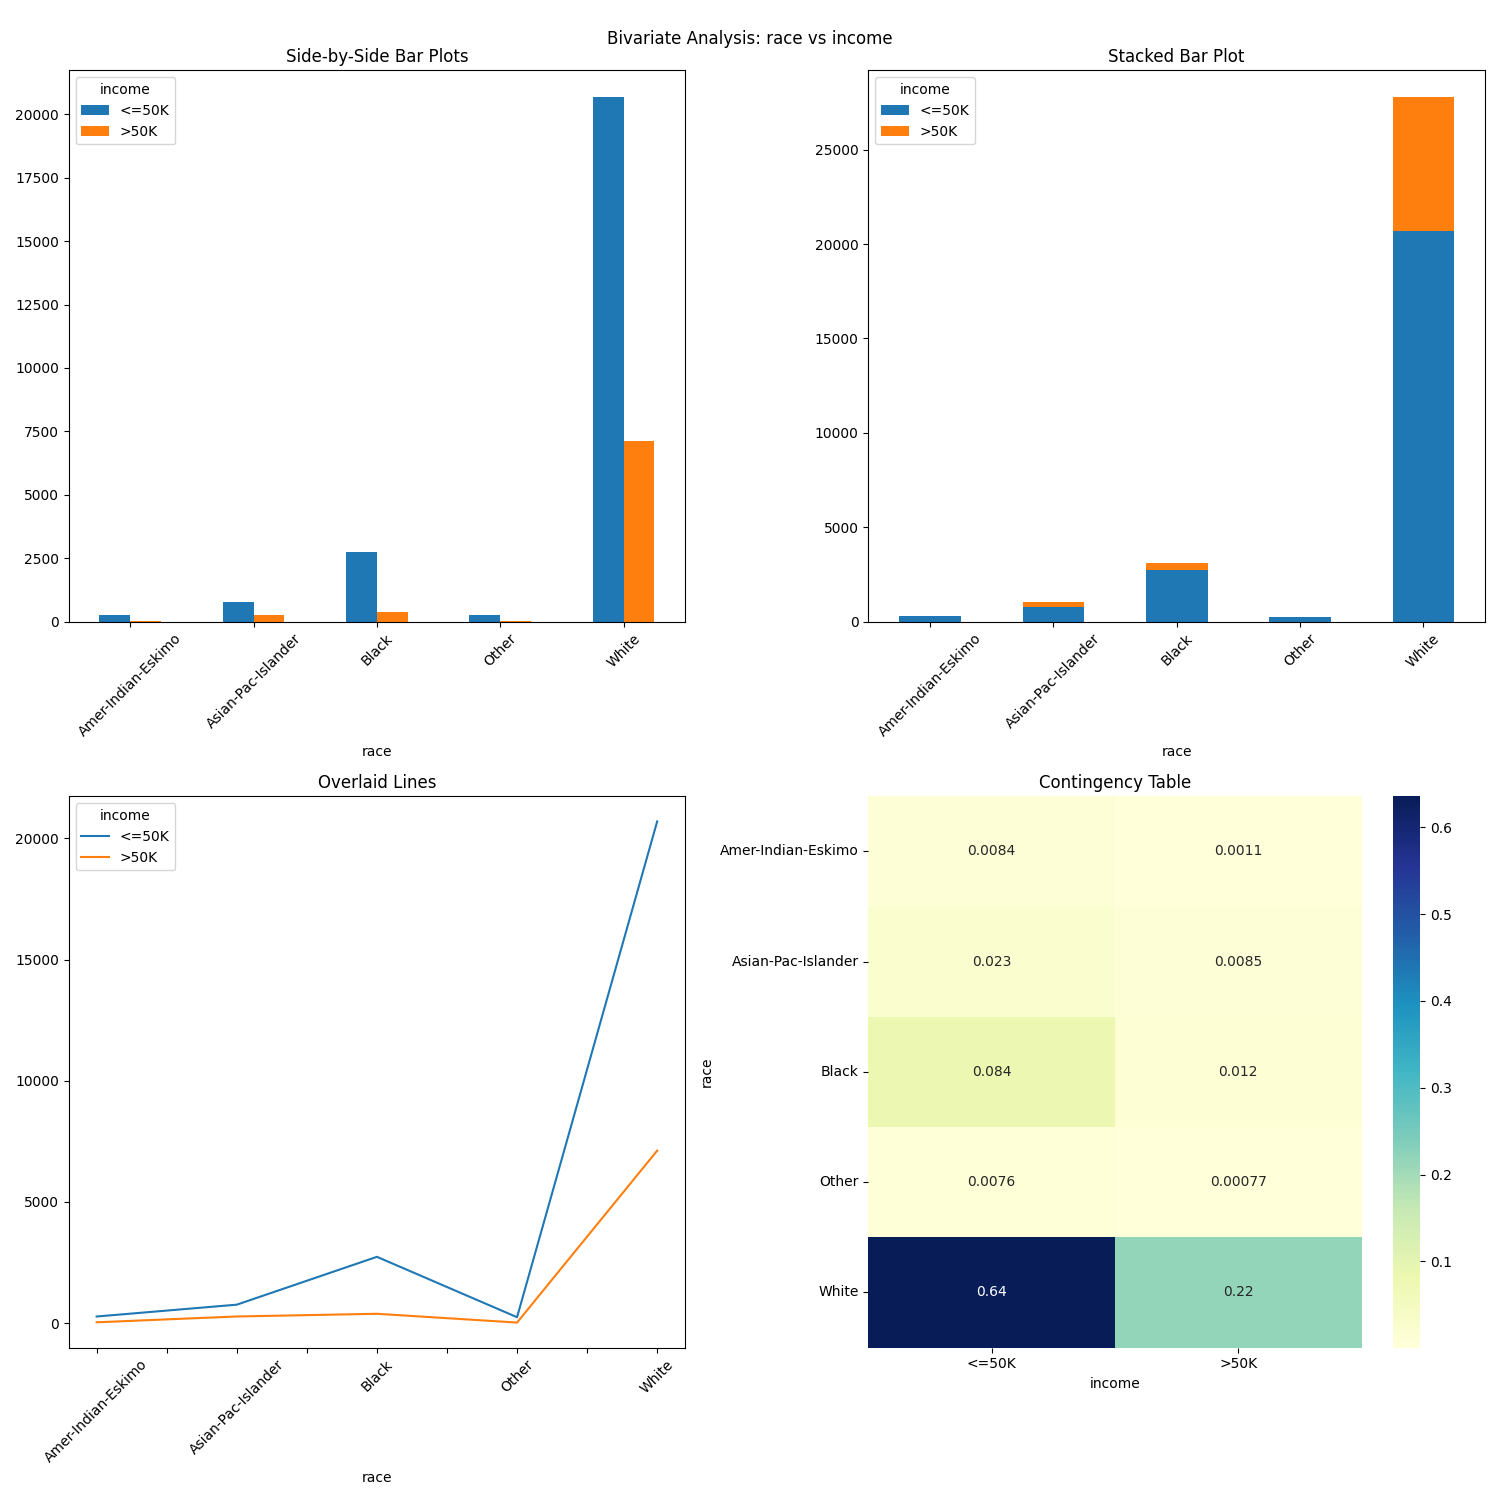 Bivariate Analysis: race vs income
Side-by-Side Bar Plots
income
<=50K
>50K
20000
17500
15000
12500
10000
7500
5000
2500
0
Amer-Indian-Eskimo
Asian-Pac-Islander
Black
Other
White
race
Stacked Bar Plot
income
<=50K
>50K
25000
20000
15000
10000
5000
0
Amer-Indian-Eskimo
Asian-Pac-Islander
Black
Other
White
race
Overlaid Lines
income
<=50K
>50K
20000
15000
10000
5000
0
Amer-Indian-Eskimo
Asian-Pac-Islander
Black
Other
White
race
Contingency Table
race
Amer-Indian-Eskimo 0.0084 0.0011
Asian-Pac-Islander 0.023 0.0085
Black 0.084 0.012
Other 0.0076 0.00077
White 0.64 0.22
<=50K >50K
income
0.6
0.5
0.4
0.3
0.2
0.1